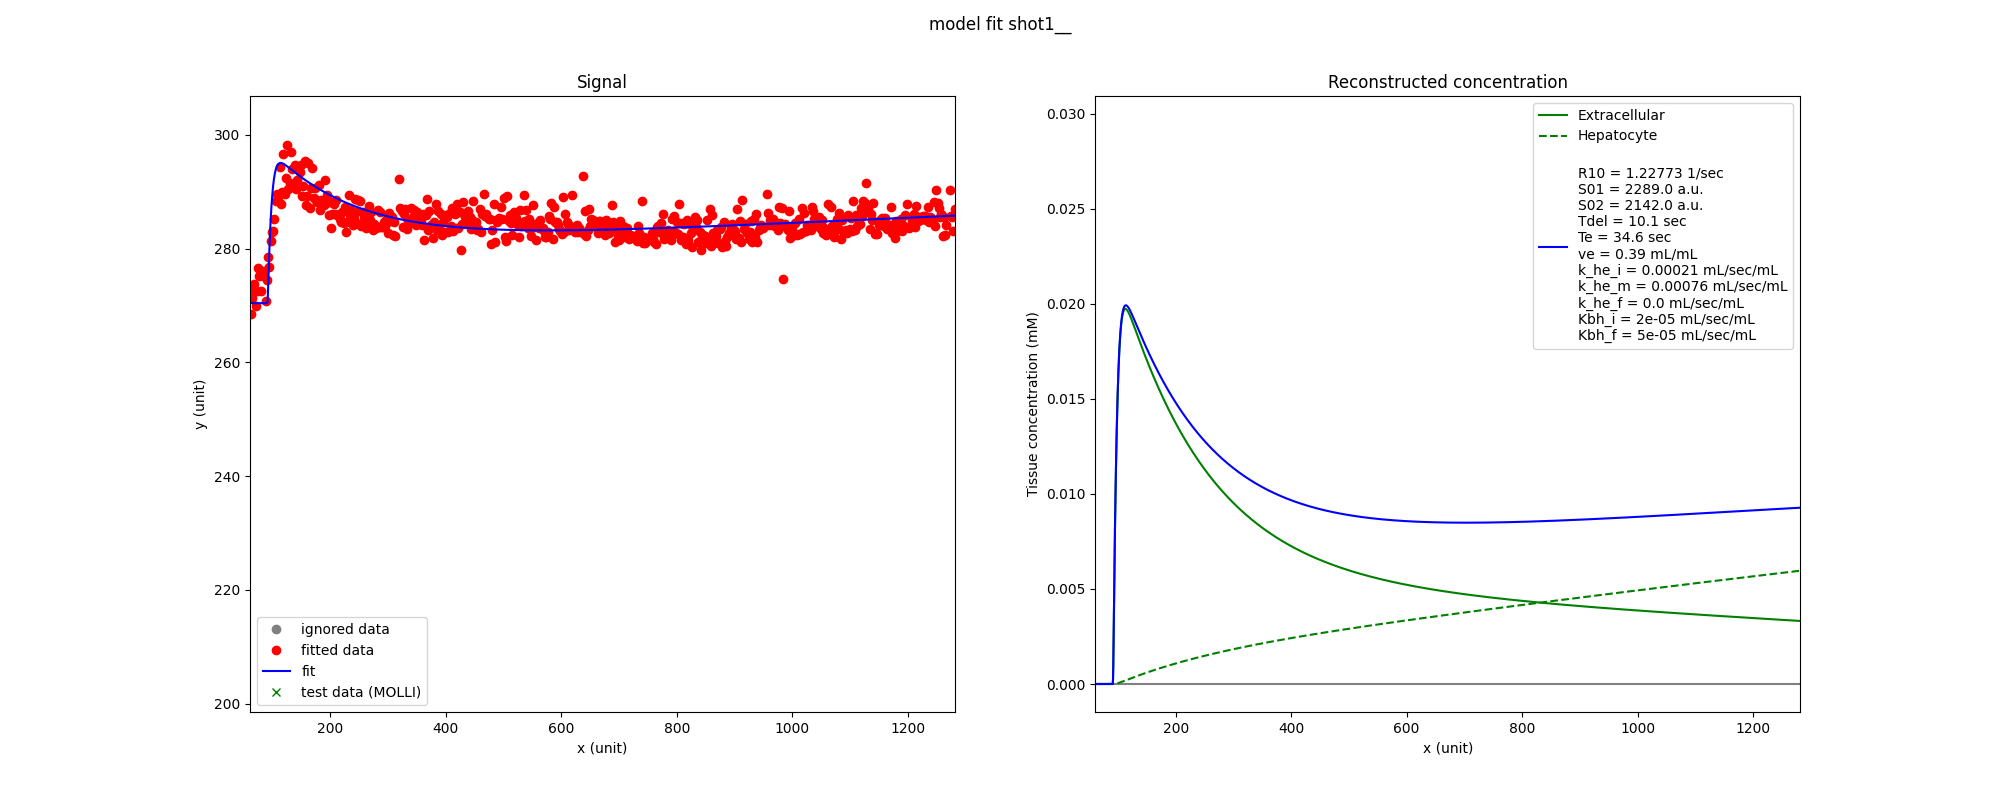 model fit shot1__
Signal
300
280
260
240
220
200
y (unit)
200
400
600
800
1000
1200
x (unit)
ignored data
fitted data
fit
test data (MOLLI)
Reconstructed concentration
0.030
0.025
0.020
0.015
0.010
0.005
0.000
Tissue concentration (mM)
200
400
600
800
1000
1200
x (unit)
Extracellular
Hepatocyte
R10 = 1.22773 1/sec
S01 = 2289.0 a.u.
S02 = 2142.0 a.u.
Tdel = 10.1 sec
Te = 34.6 sec
ve = 0.39 mL/mL
k_he_i = 0.00021 mL/sec/mL
k_he_m = 0.00076 mL/sec/mL
k_he_f = 0.0 mL/sec/mL
Kbh_i = 2e-05 mL/sec/mL
Kbh_f = 5e-05 mL/sec/mL